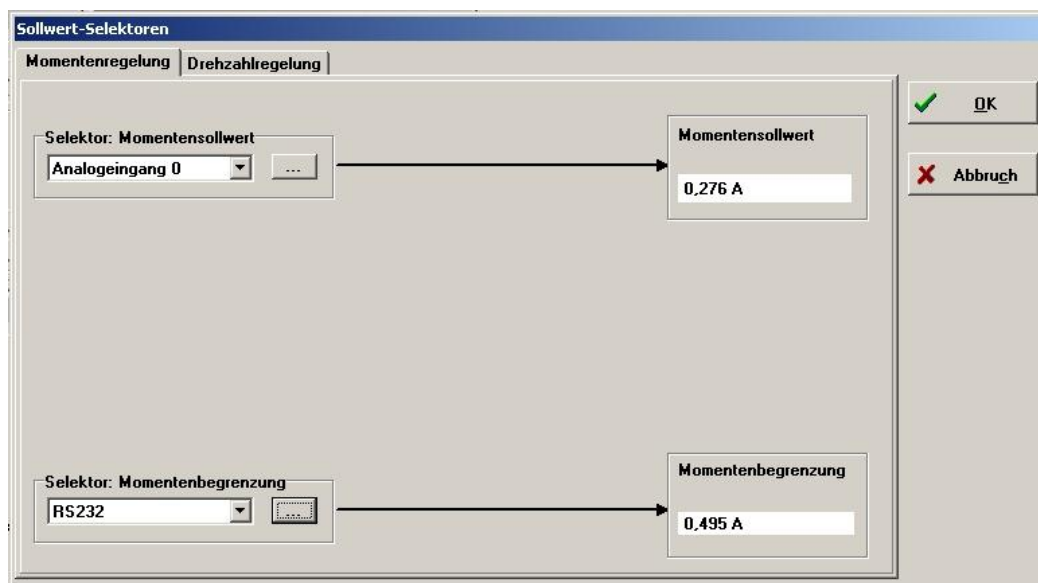 Sollwert-Selektoren
Momentenregelung
Drehzahlregelung
OK
Abbruch
Selektor: Momentensollwert
Analogeingang 0
...
Momentensollwert
0,276 A
Selektor: Momentenbegrenzung
RS232
...
Momentenbegrenzung
0,495 A